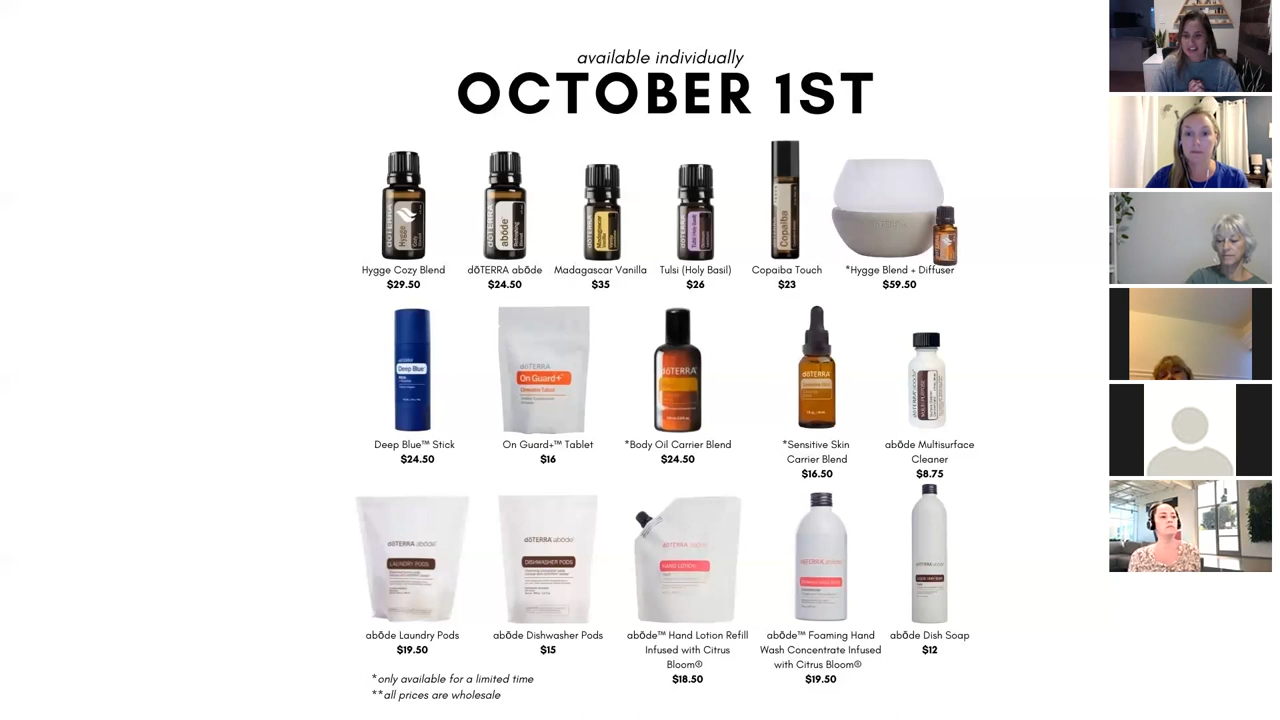 available individually
OCTOBER 1ST
Hygge Cozy Blend
$29.50
dōTERRA abōde
$24.50
Madagascar Vanilla
$35
Tulsi (Holy Basil)
$26
Copaiba Touch
$23
*Hygge Blend + Diffuser
$59.50
Deep Blue™ Stick
$24.50
On Guard+™ Tablet
$16
*Body Oil Carrier Blend
$24.50
*Sensitive Skin
Carrier Blend
$16.50
abōde Multisurface
Cleaner
$8.75
abōde Laundry Pods
$19.50
abōde Dishwasher Pods
$15
abōde™ Hand Lotion Refill
Infused with Citrus
Bloom®
$18.50
abōde™ Foaming Hand
Wash Concentrate Infused
with Citrus Bloom®
$19.50
abōde Dish Soap
$12
*only available for a limited time
**all prices are wholesale